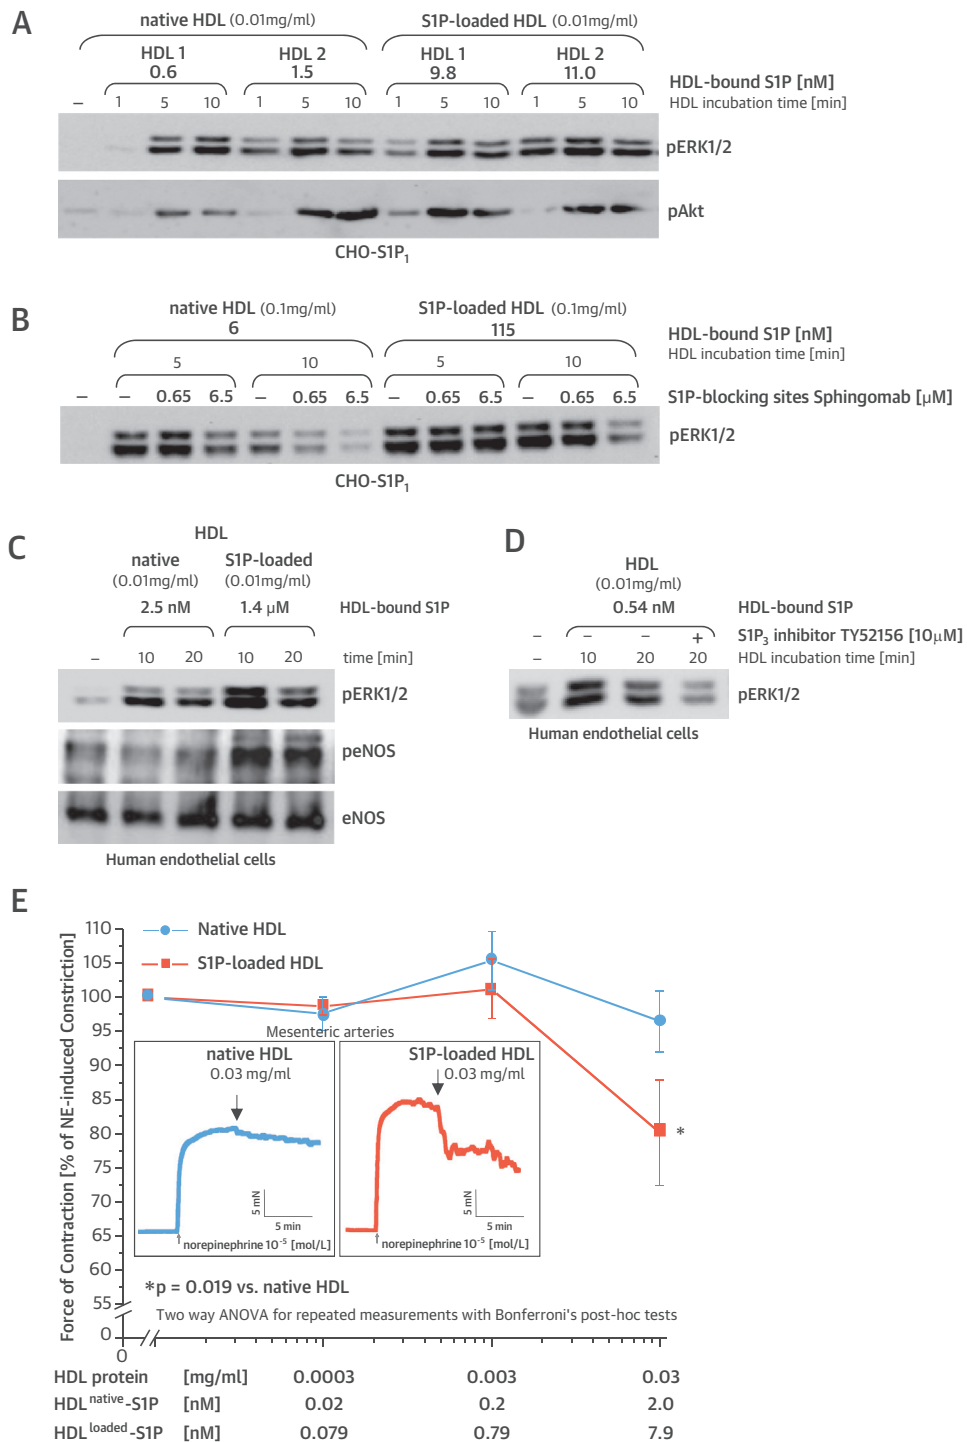 A
native HDL (0.01mg/ml) S1P-loaded HDL (0.01mg/ml)
HDL 1 HDL 2 HDL 1 HDL 2
0.6 1.5 9.8 11.0 HDL-bound S1P [nM]
– 1 5 10 1 5 10 1 5 10 1 5 10 HDL incubation time [min]
pERK1/2
pAkt
CHO-S1P1
B
native HDL (0.1mg/ml) S1P-loaded HDL (0.1mg/ml)
6 115 HDL-bound S1P [nM]
5 10 5 10 HDL incubation time [min]
– – 0.65 6.5 – 0.65 6.5 – 0.65 6.5 – 0.65 6.5 S1P-blocking sites Sphingomab [μM]
pERK1/2
CHO-S1P1
C
HDL
native S1P-loaded
(0.01mg/ml) (0.01mg/ml)
2.5 nM 1.4 μM HDL-bound S1P
– 10 20 10 20 time [min]
pERK1/2
peNOS
eNOS
Human endothelial cells
D
HDL
(0.01mg/ml)
0.54 nM HDL-bound S1P
– – – + S1P3 inhibitor TY52156 [10μM]
– 10 20 20 HDL incubation time [min]
pERK1/2
Human endothelial cells
E
Force of Contraction [% of NE-induced Constriction]
110
105
100
95
90
85
80
75
70
65
60
55
0
0
Native HDL
S1P-loaded HDL
Mesenteric arteries
native HDL
0.03 mg/ml
5 mN
5 min
norepinephrine 10-5 [mol/L]
S1P-loaded HDL
0.03 mg/ml
5 mN
5 min
norepinephrine 10-5 [mol/L]
*
*p = 0.019 vs. native HDL
Two way ANOVA for repeated measurements with Bonferroni's post-hoc tests
HDL protein [mg/ml] 0.0003 0.003 0.03
HDLnative-S1P [nM] 0.02 0.2 2.0
HDLloaded-S1P [nM] 0.079 0.79 7.9